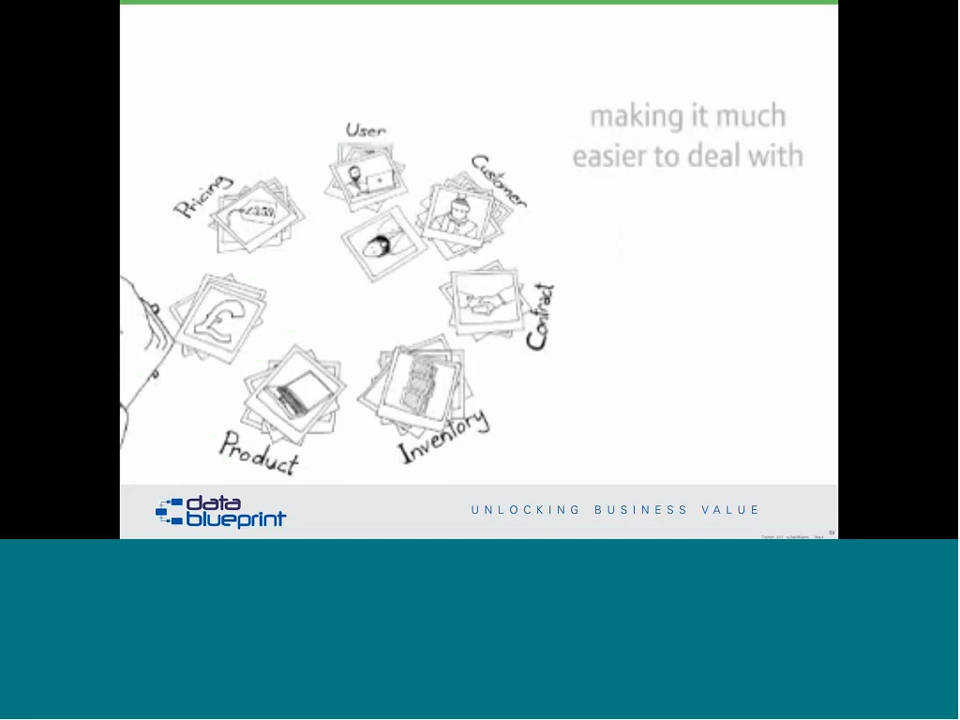 making it much
easier to deal with
User
Customer
Pricing
£
Contract
Inventory
Product
data
blueprint
UNLOCKING BUSINESS VALUE